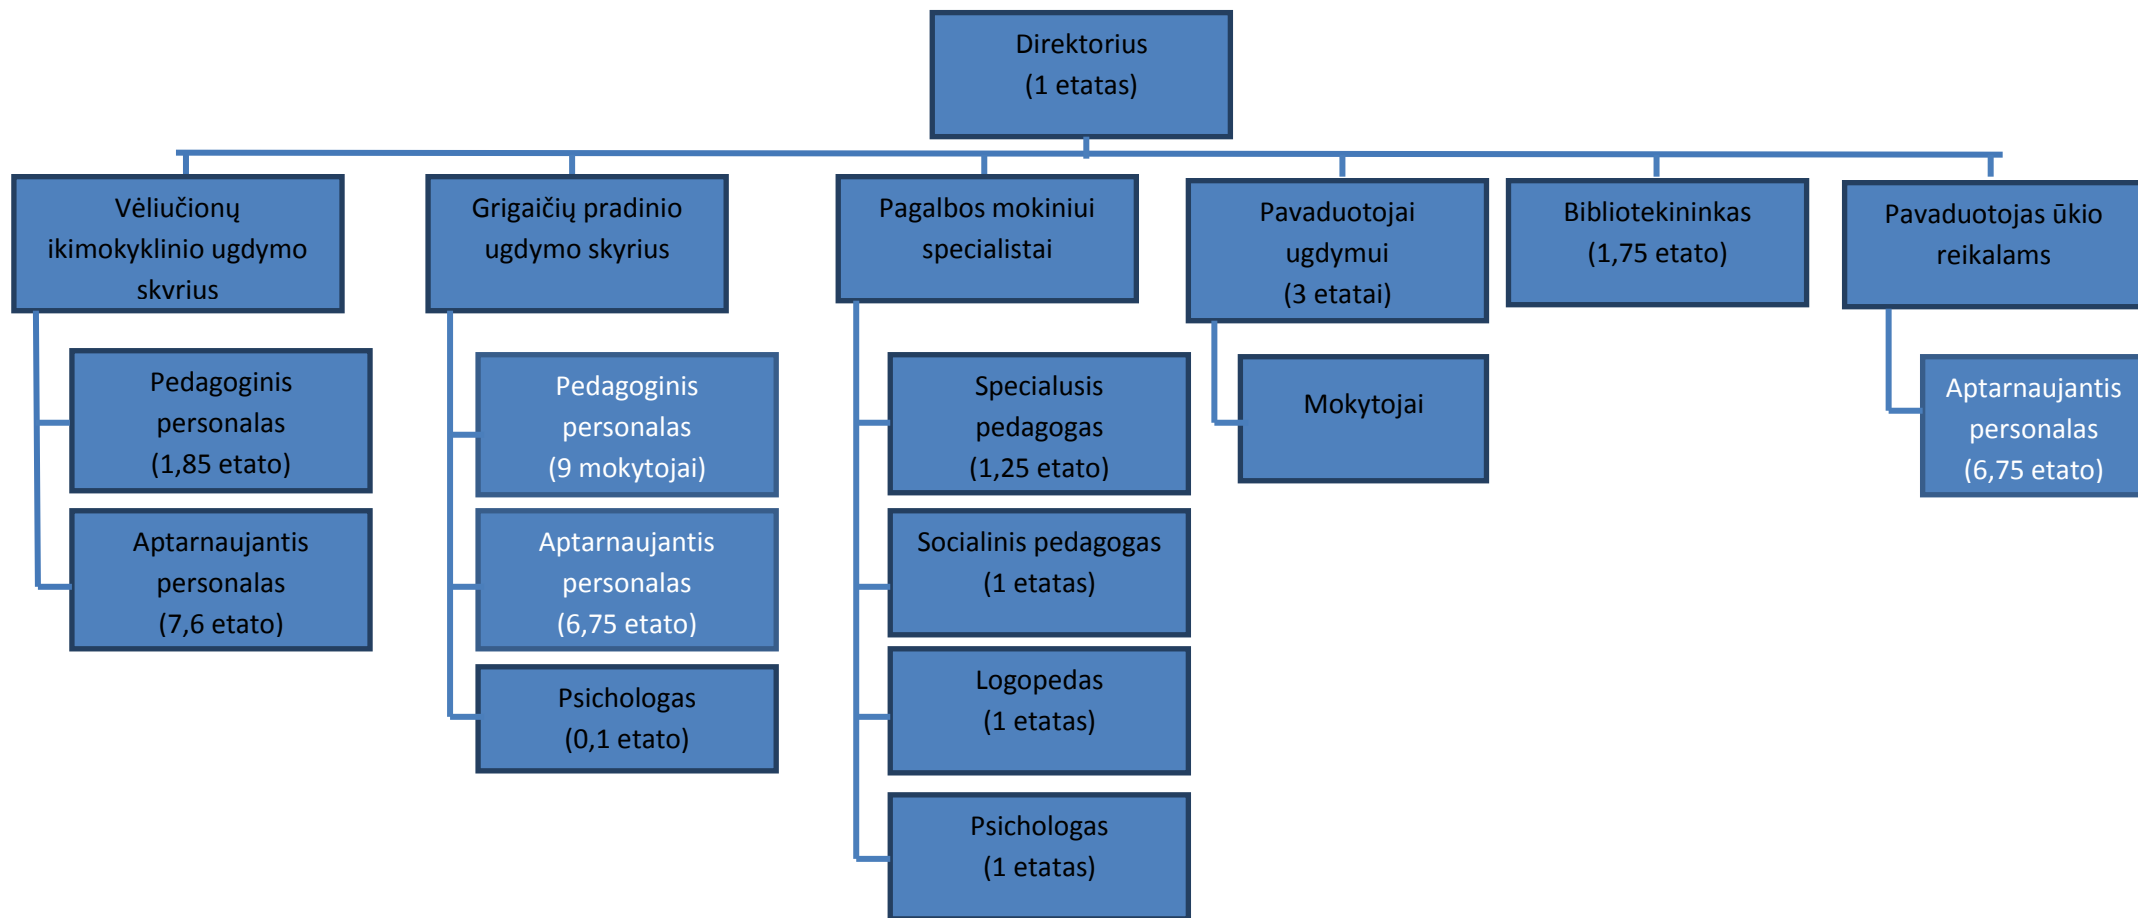 Direktorius
(1 etatas)
Vėliučionų
ikimokyklinio ugdymo
skyrius
Pedagoginis
personalas
(1,85 etato)
Aptarnaujantis
personalas
(7,6 etato)
Grigaičių pradinio
ugdymo skyrius
Pedagoginis
personalas
(9 mokytojai)
Aptarnaujantis
personalas
(6,75 etato)
Psichologas
(0,1 etato)
Pagalbos mokiniui
specialistai
Specialusis
pedagogas
(1,25 etato)
Socialinis pedagogas
(1 etatas)
Logopedas
(1 etatas)
Psichologas
(1 etatas)
Pavaduotojai
ugdymui
(3 etatai)
Mokytojai
Bibliotekininkas
(1,75 etato)
Pavaduotojas ūkio
reikalams
Aptarnaujantis
personalas
(6,75 etato)